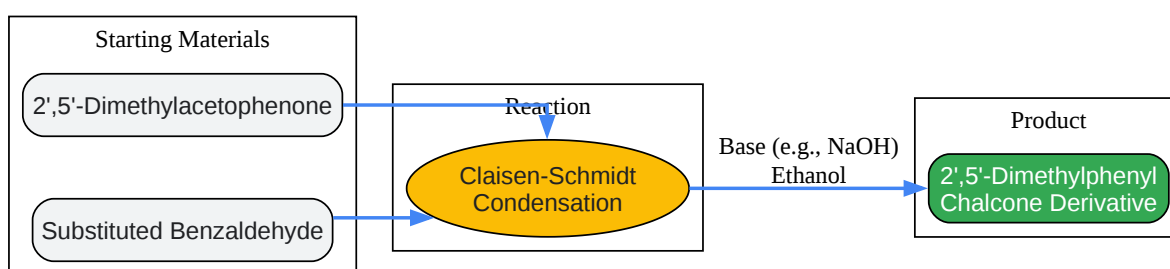 Starting Materials
2',5'-Dimethylacetophenone
Substituted Benzaldehyde
Reaction
Claisen-Schmidt
Condensation
Base (e.g., NaOH)
Ethanol
Product
2',5'-Dimethylphenyl
Chalcone Derivative